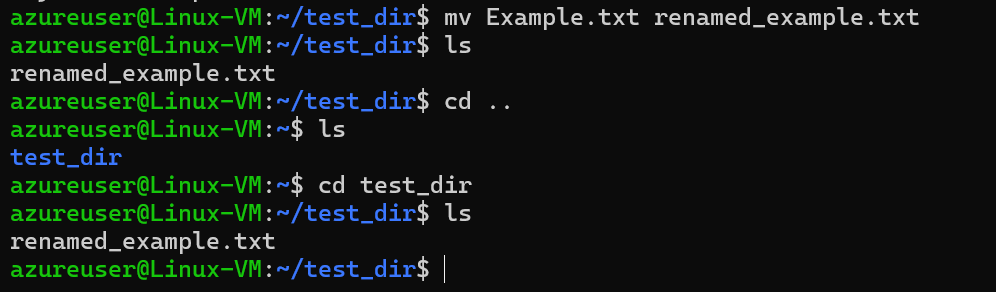 azureuser@Linux-VM:~/test_dir$ mv Example.txt renamed_example.txt
azureuser@Linux-VM:~/test_dir$ ls
renamed_example.txt
azureuser@Linux-VM:~/test_dir$ cd ..
azureuser@Linux-VM:~$ ls
test_dir
azureuser@Linux-VM:~$ cd test_dir
azureuser@Linux-VM:~/test_dir$ ls
renamed_example.txt
azureuser@Linux-VM:~/test_dir$